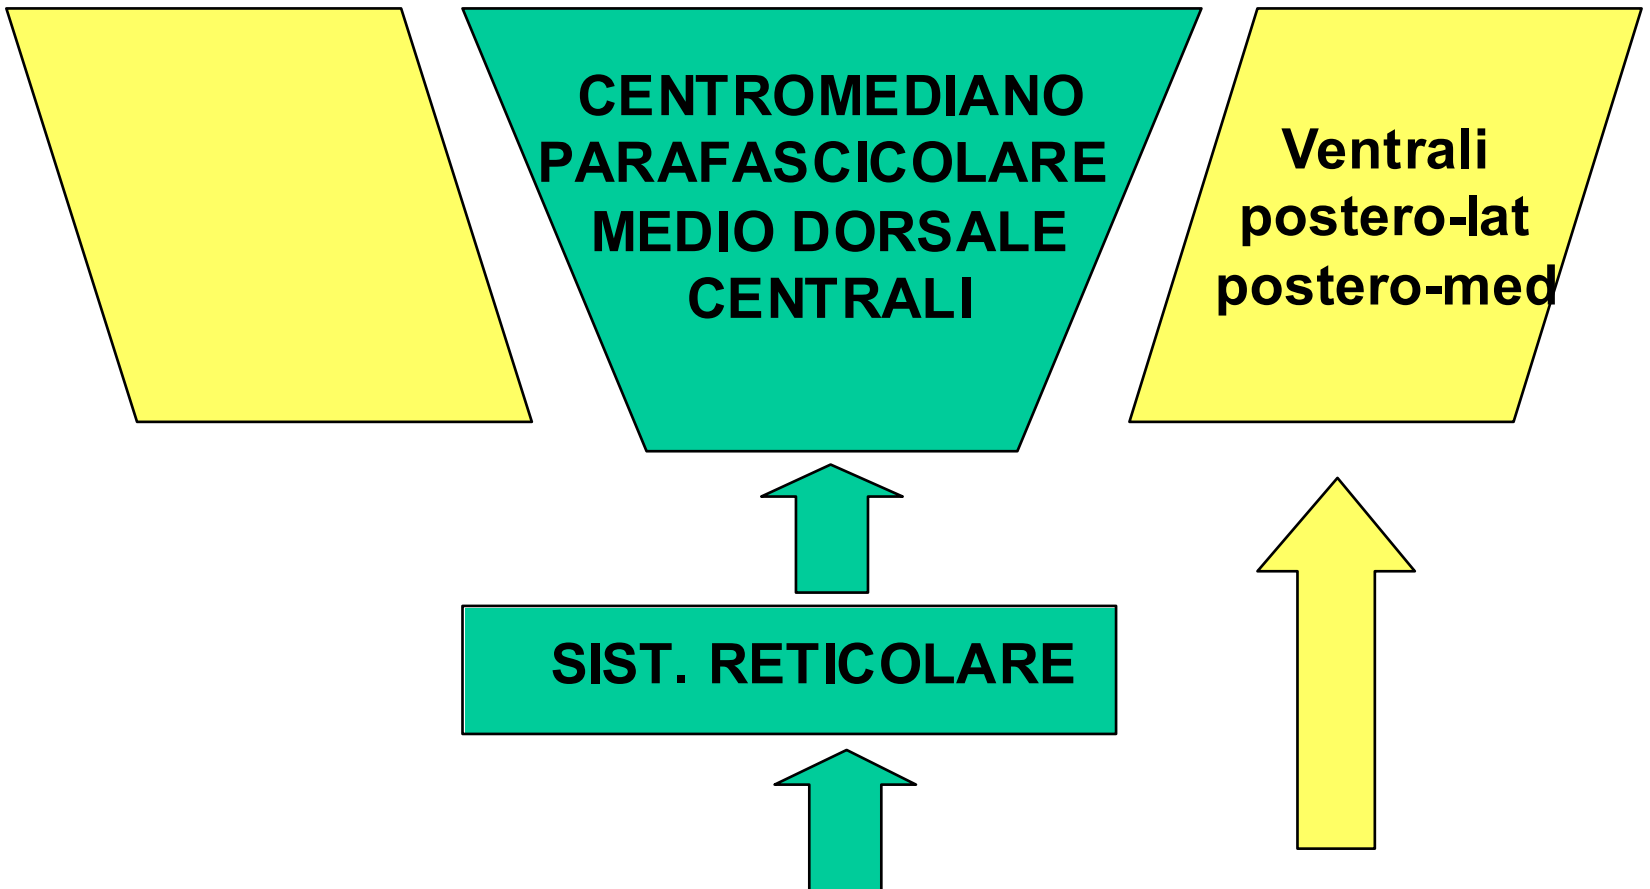 CENTROMEDIANO
PARAFASCICOLARE
MEDIO DORSALE
CENTRALI
Ventrali
postero-lat
postero-med
SIST. RETICOLARE